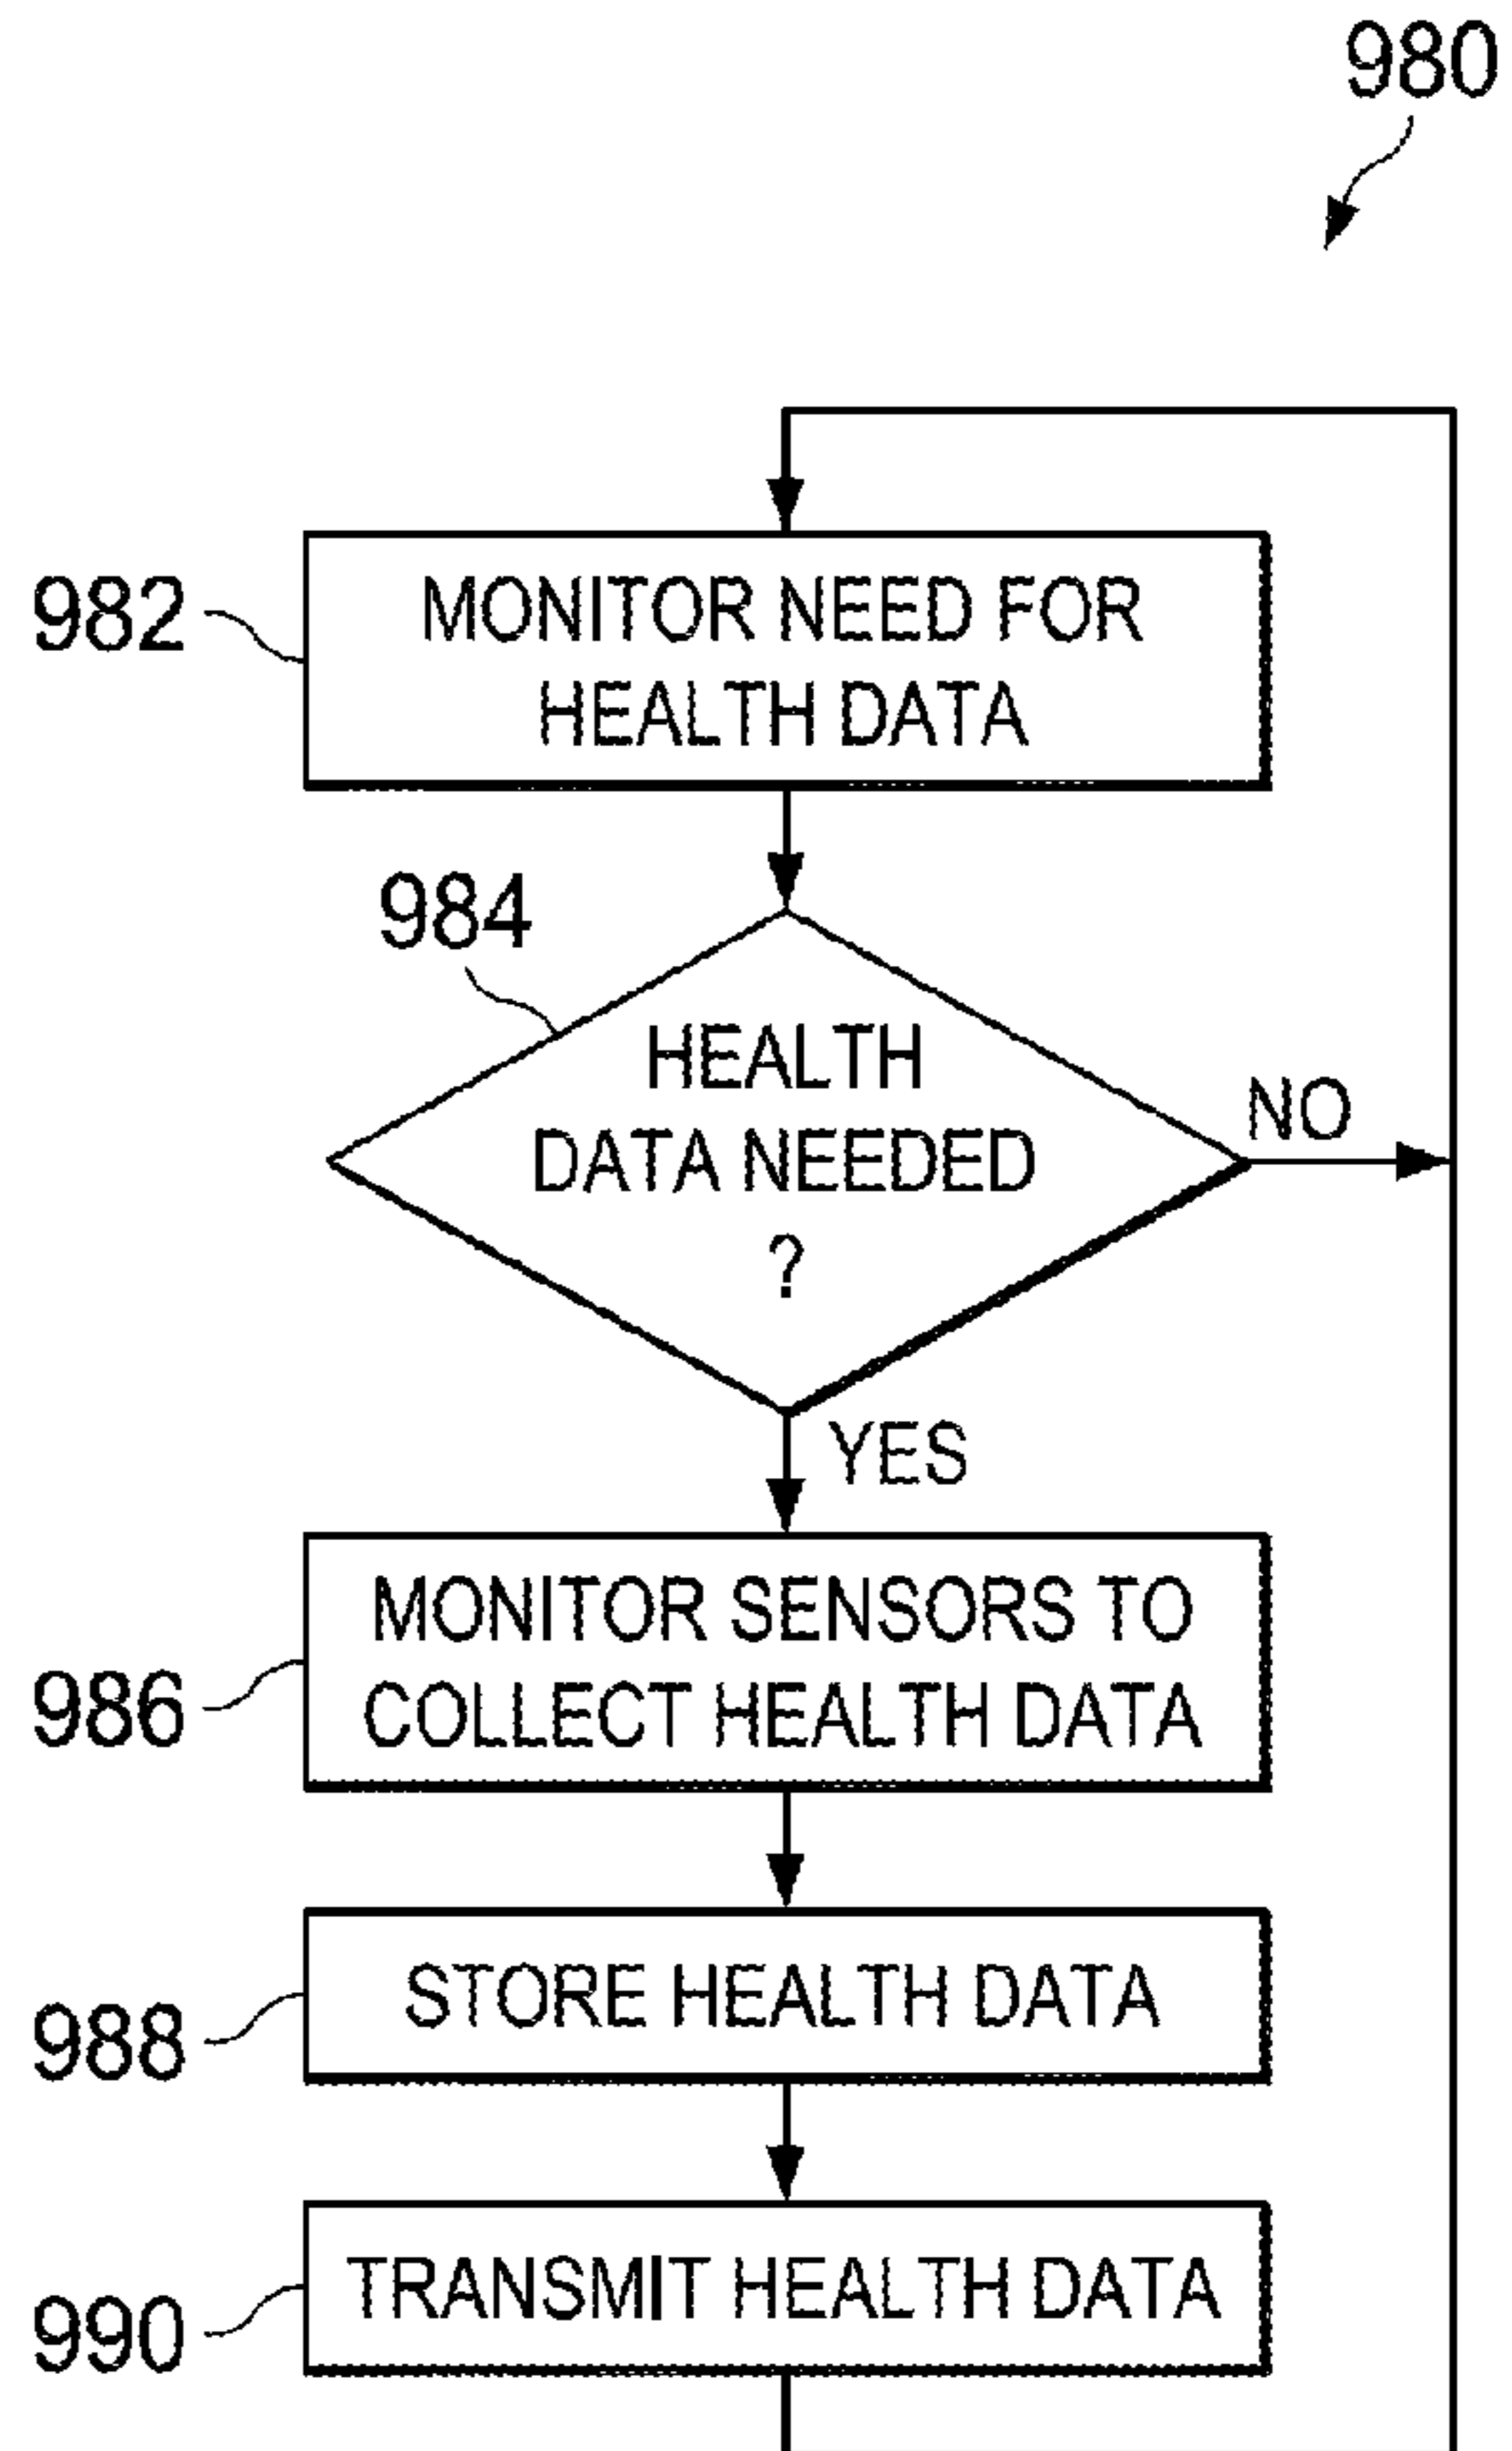 980
982
MONITOR NEED FOR
HEALTH DATA
984
HEALTH
DATA NEEDED
?
NO
YES
986
MONITOR SENSORS TO
COLLECT HEALTH DATA
988
STORE HEALTH DATA
990
TRANSMIT HEALTH DATA